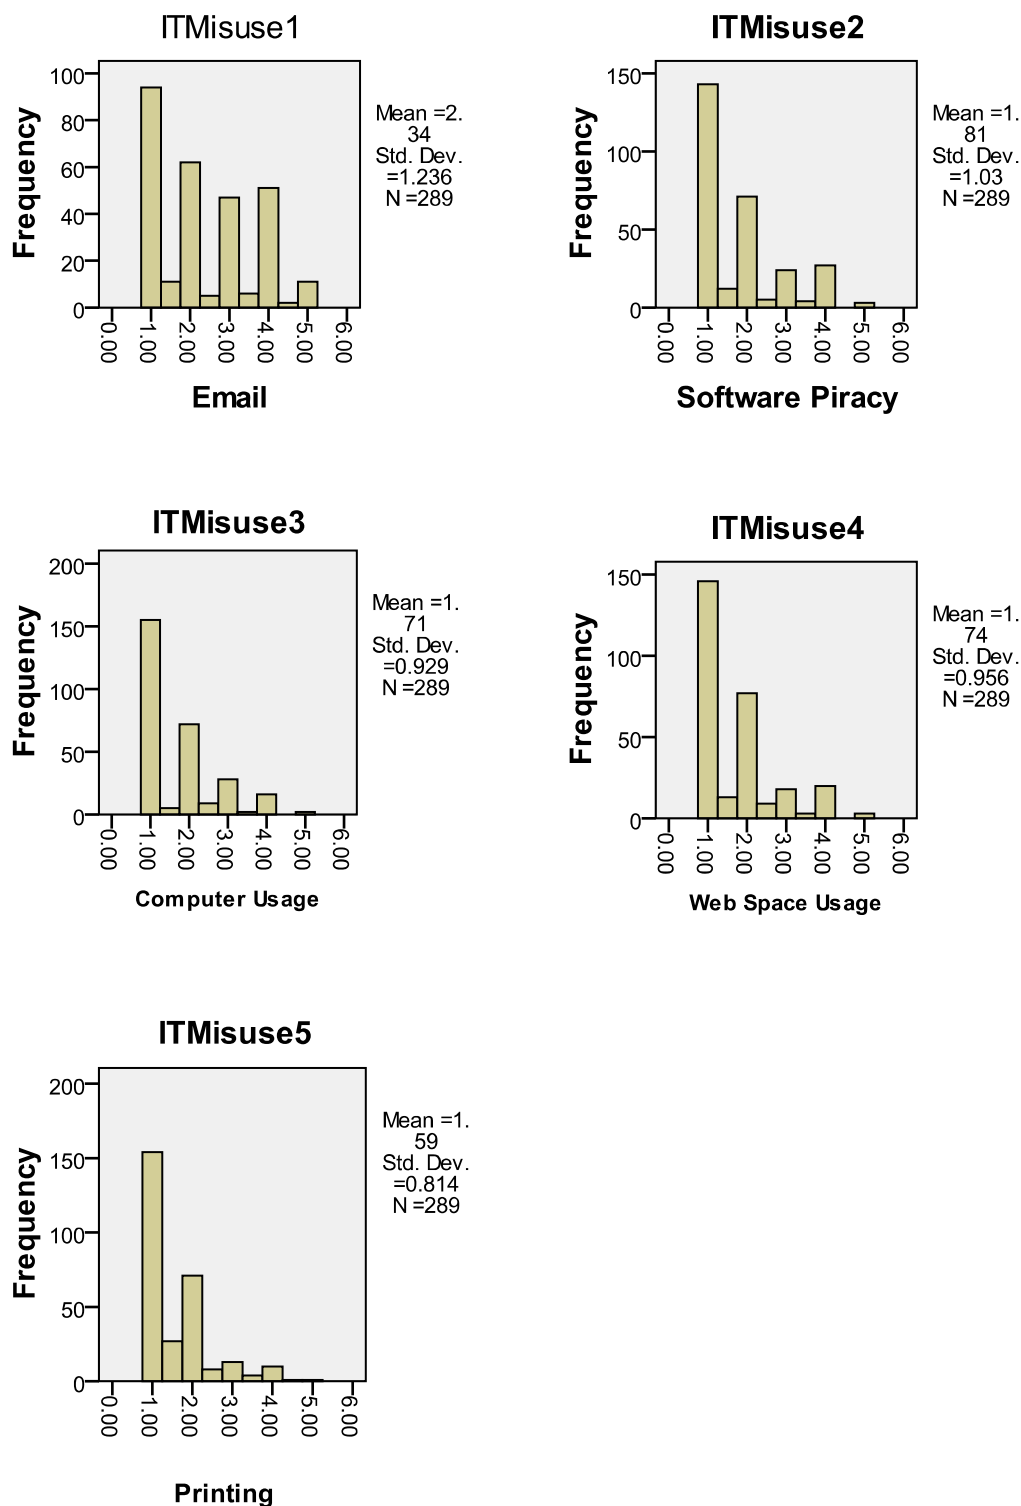 ITMisuse1
Frequency
100
80
60
40
20
0
0.00
1.00
2.00
3.00
4.00
5.00
6.00
Email
Mean =2.
34
Std. Dev.
=1.236
N =289
ITMisuse2
Frequency
150
100
50
0
0.00
1.00
2.00
3.00
4.00
5.00
6.00
Software Piracy
Mean =1.
81
Std. Dev.
=1.03
N =289
ITMisuse3
Frequency
200
150
100
50
0
0.00
1.00
2.00
3.00
4.00
5.00
6.00
Computer Usage
Mean =1.
71
Std. Dev.
=0.929
N =289
ITMisuse4
Frequency
150
100
50
0
0.00
1.00
2.00
3.00
4.00
5.00
6.00
Web Space Usage
Mean =1.
74
Std. Dev.
=0.956
N =289
ITMisuse5
Frequency
200
150
100
50
0
0.00
1.00
2.00
3.00
4.00
5.00
6.00
Printing
Mean =1.
59
Std. Dev.
=0.814
N =289